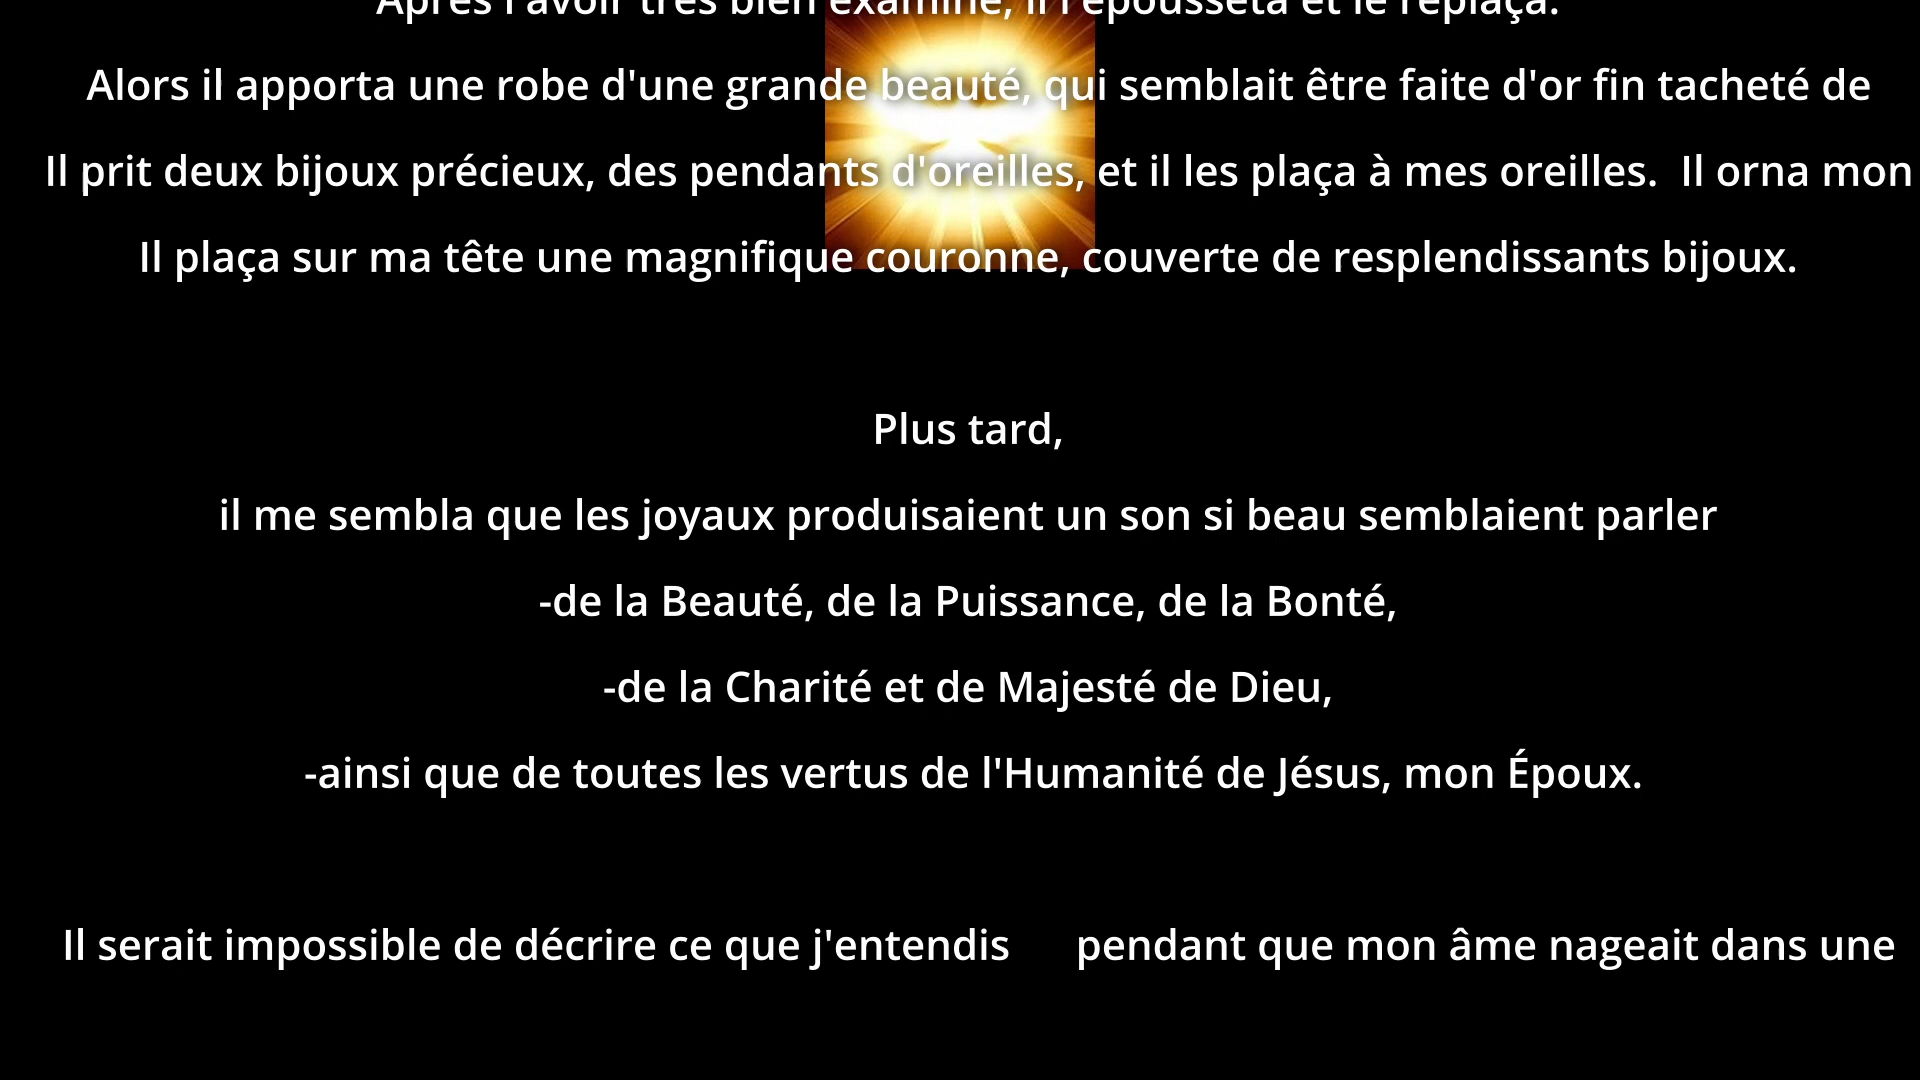 Après l'avoir très bien examiné, il l'épousseta et le replaça.
Alors il apporta une robe d'une grande beauté, qui semblait être faite d'or fin tacheté de
Il prit deux bijoux précieux, des pendants d'oreilles, et il les plaça à mes oreilles. Il orna mon
Il plaça sur ma tête une magnifique couronne, couverte de resplendissants bijoux.
Plus tard,
il me sembla que les joyaux produisaient un son si beau semblaient parler
-de la Beauté, de la Puissance, de la Bonté,
-de la Charité et de Majesté de Dieu,
-ainsi que de toutes les vertus de l'Humanité de Jésus, mon Époux.
Il serait impossible de décrire ce que j'entendis pendant que mon âme nageait dans une